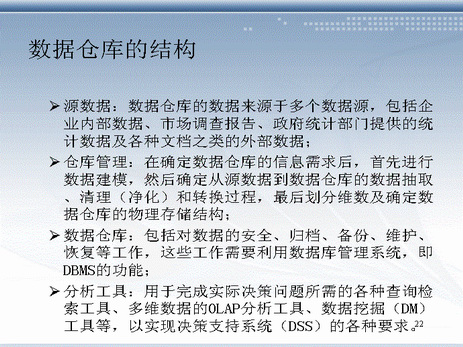 数据仓库的结构
➢源数据：数据仓库的数据来源于多个数据源，包括企
业内部数据、市场调查报告、政府统计部门提供的统
计数据及各种文档之类的外部数据；
➢仓库管理：在确定数据仓库的信息需求后，首先进行
数据建模，然后确定从源数据到数据仓库的数据抽取
、清理（净化）和转换过程，最后划分维数及确定数
据仓库的物理存储结构；
➢数据仓库：包括对数据的安全、归档、备份、维护、
恢复等工作，这些工作需要利用数据库管理系统，即
DBMS的功能；
➢分析工具：用于完成实际决策问题所需的各种查询检
索工具、多维数据的OLAP分析工具、数据挖掘（DM）
工具等，以实现决策支持系统（DSS）的各种要求。
22